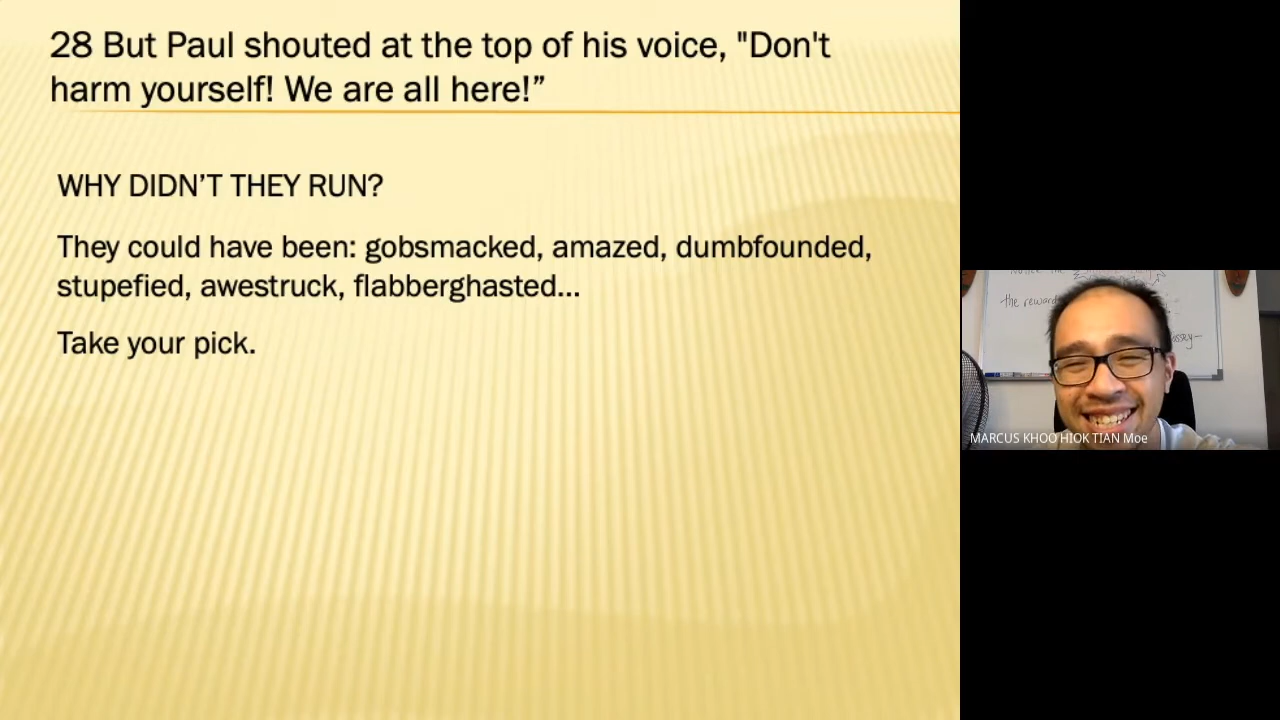 28 But Paul shouted at the top of his voice, "Don't
harm yourself! We are all here!”
WHY DIDN’T THEY RUN?
They could have been: gobsmacked, amazed, dumbfounded,
stupefied, awestruck, flabberghasted...
Take your pick.
the reward
MARCUS KHOO HIOK TIAN Moe